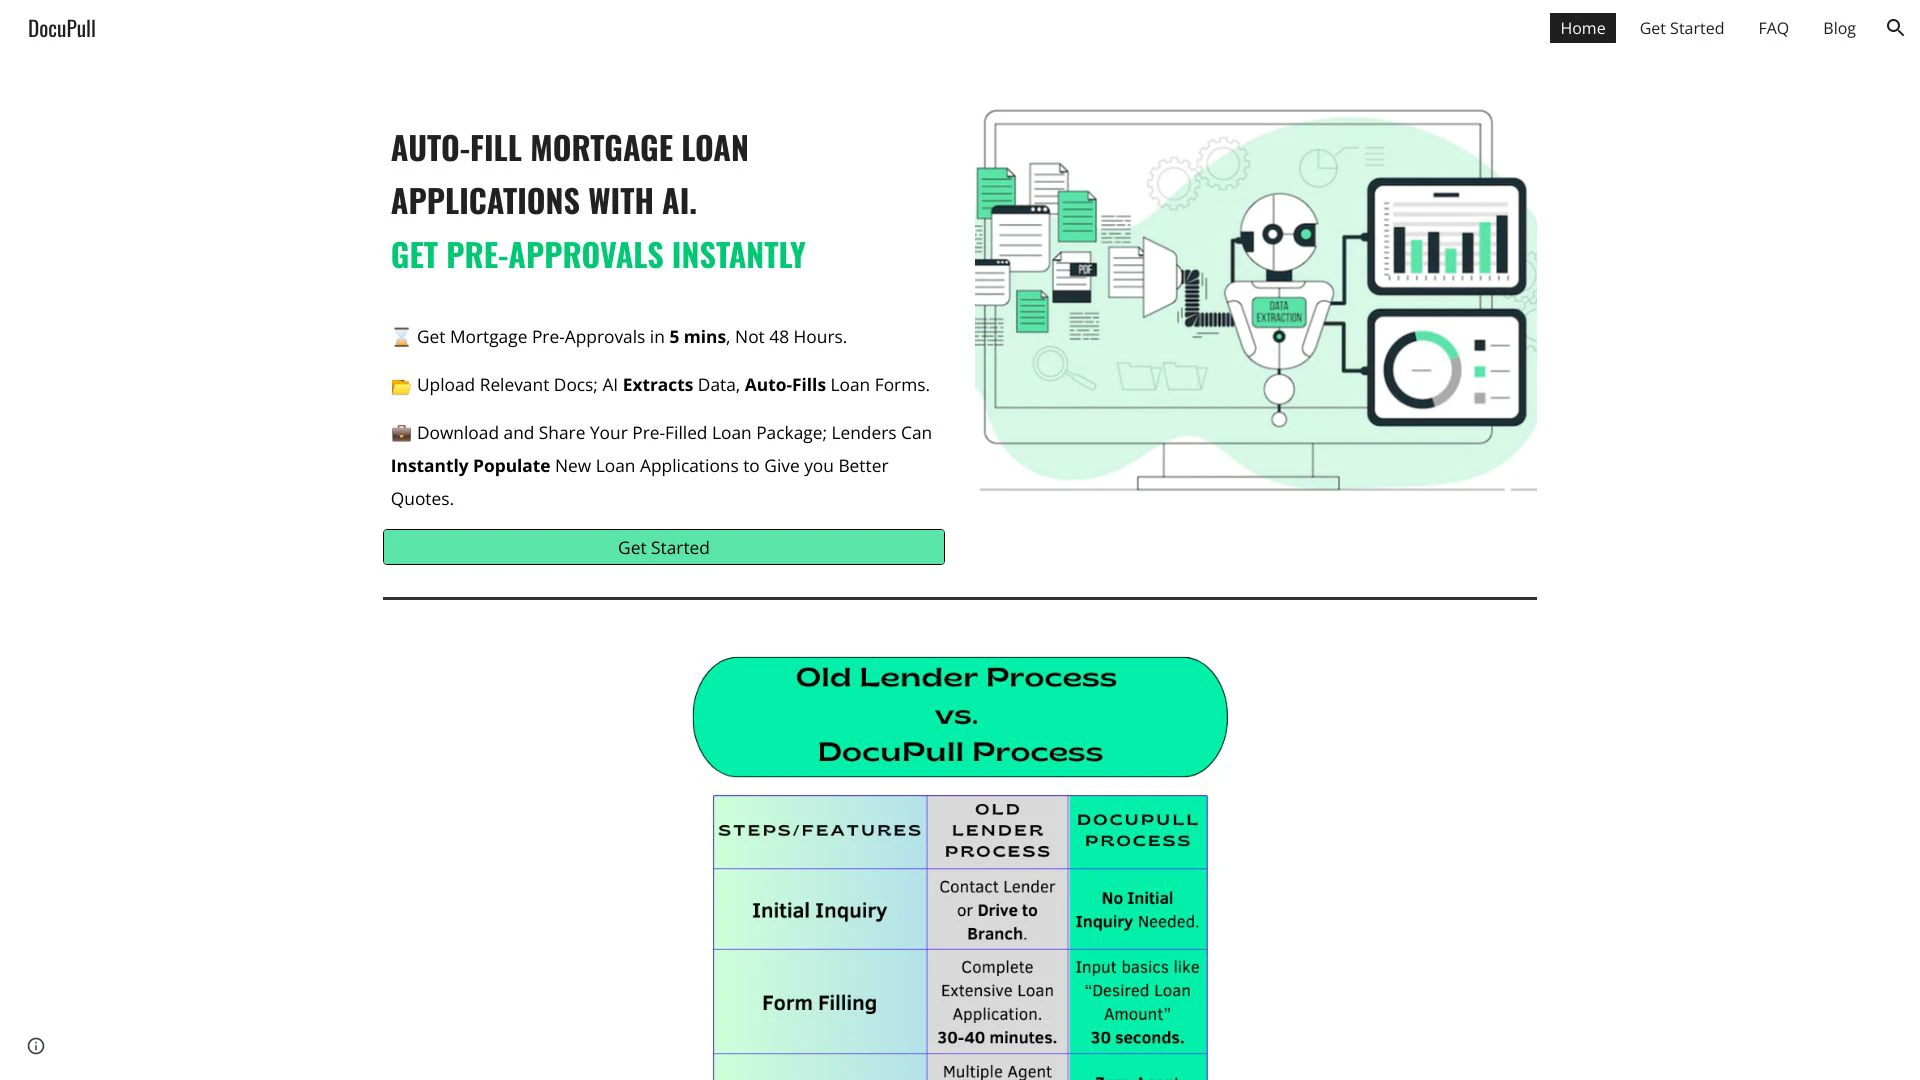 DocuPull
Home
Get Started
FAQ
Blog
AUTO-FILL MORTGAGE LOAN
APPLICATIONS WITH AI.
GET PRE-APPROVALS INSTANTLY
⌛ Get Mortgage Pre-Approvals in 5 mins, Not 48 Hours.
📂 Upload Relevant Docs; AI Extracts Data, Auto-Fills Loan Forms.
💼 Download and Share Your Pre-Filled Loan Package; Lenders Can
Instantly Populate New Loan Applications to Give you Better
Quotes.
Get Started
PDF
DATA
EXTRACTION
Old Lender Process
vs.
DocuPull Process
STEPS/FEATURES
OLD
LENDER
PROCESS
DOCUPULL
PROCESS
Initial Inquiry
Contact Lender
or Drive to
Branch.
No Initial
Inquiry Needed.
Form Filling
Complete
Extensive Loan
Application.
30-40 minutes.
Input basics like
“Desired Loan
Amount”
30 seconds.
Multiple Agent